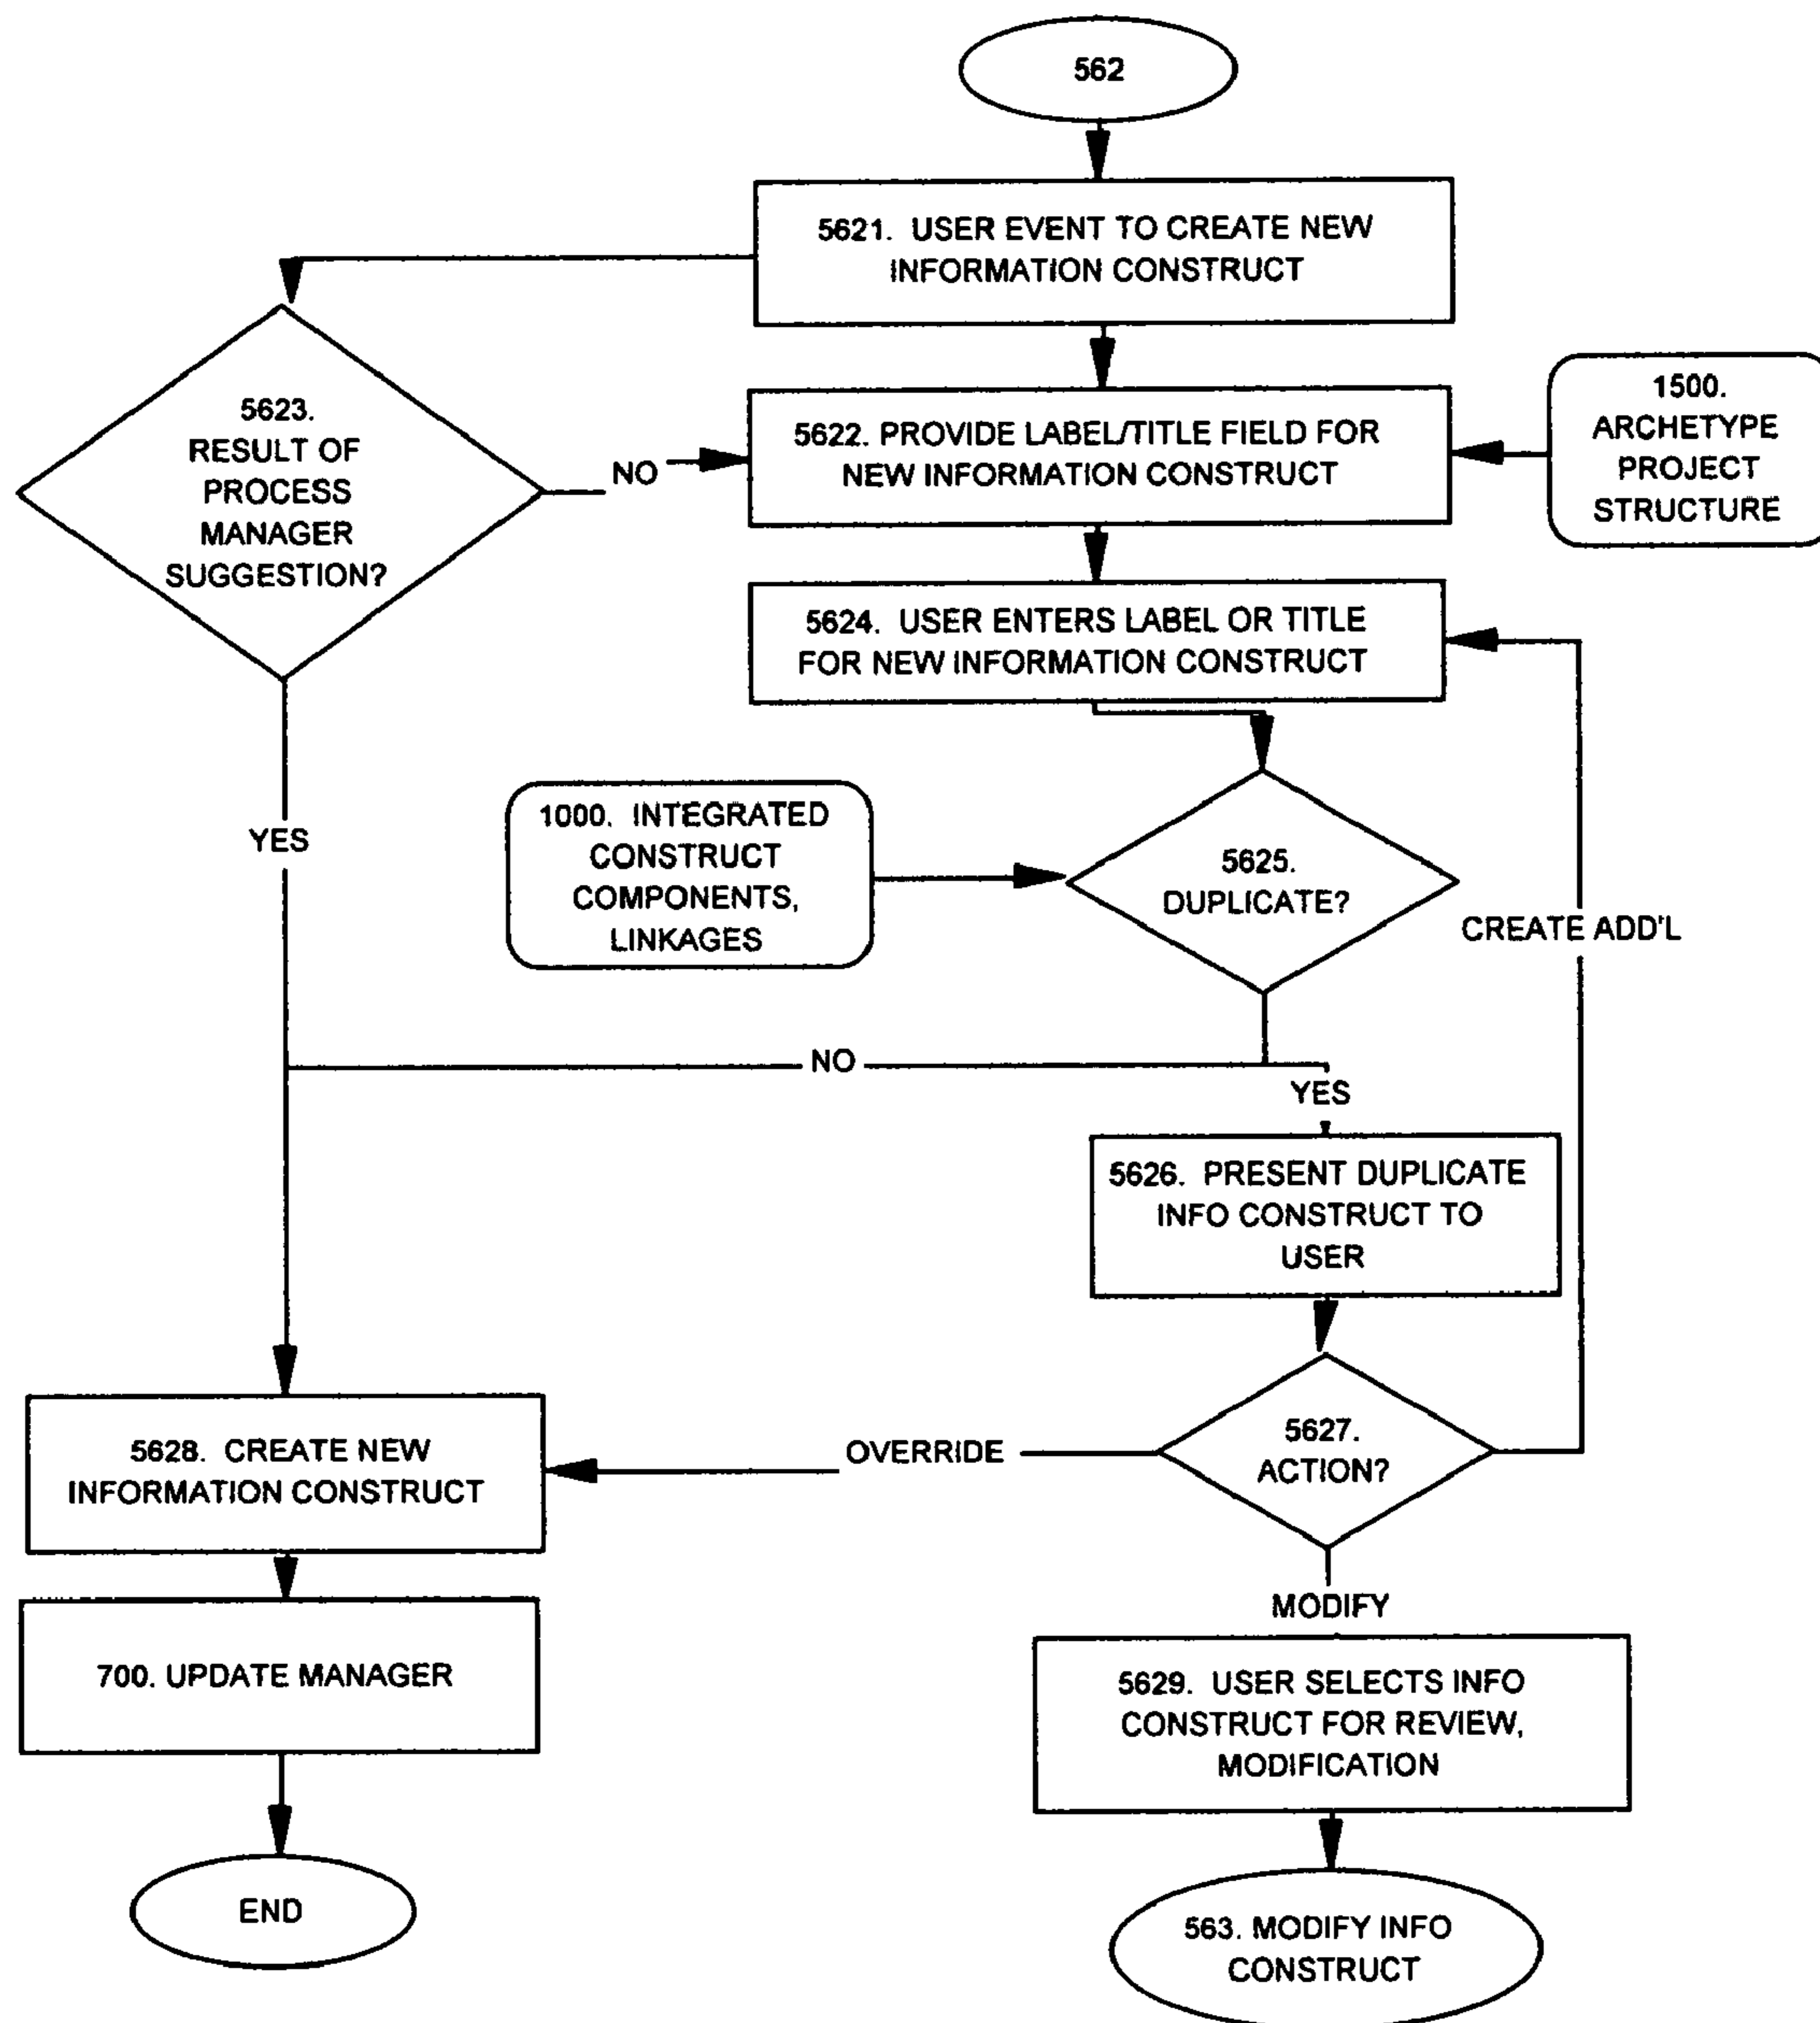 562
5621. USER EVENT TO CREATE NEW
INFORMATION CONSTRUCT
5623.
RESULT OF
PROCESS
MANAGER
SUGGESTION?
NO
5622. PROVIDE LABEL/TITLE FIELD FOR
NEW INFORMATION CONSTRUCT
1500.
ARCHETYPE
PROJECT
STRUCTURE
5624. USER ENTERS LABEL OR TITLE
FOR NEW INFORMATION CONSTRUCT
YES
1000. INTEGRATED
CONSTRUCT
COMPONENTS,
LINKAGES
5625.
DUPLICATE?
CREATE ADD'L
NO
YES
5626. PRESENT DUPLICATE
INFO CONSTRUCT TO
USER
5628. CREATE NEW
INFORMATION CONSTRUCT
OVERRIDE
5627.
ACTION?
MODIFY
700. UPDATE MANAGER
5629. USER SELECTS INFO
CONSTRUCT FOR REVIEW,
MODIFICATION
END
563. MODIFY INFO
CONSTRUCT